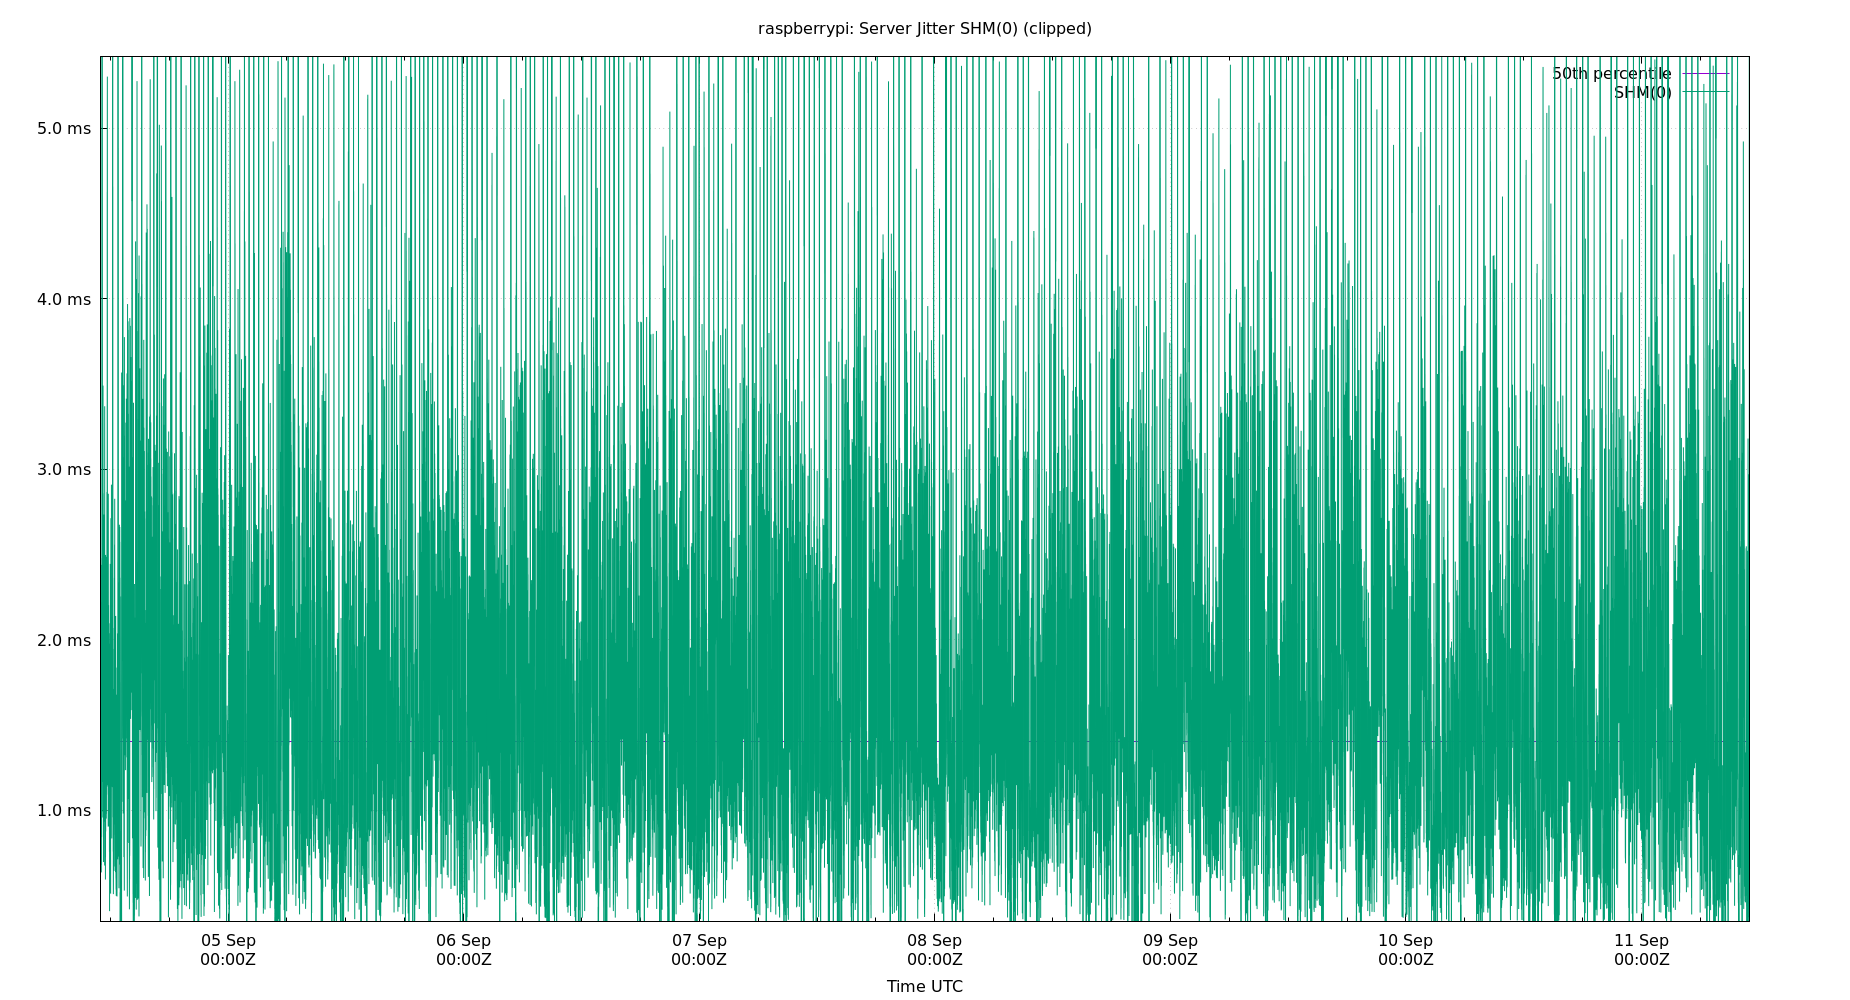 raspberrypi: Server Jitter SHM(0) (clipped)
50th percentile
SHM(0)
5.0 ms
4.0 ms
3.0 ms
2.0 ms
1.0 ms
05 Sep 06 Sep 07 Sep 08 Sep 09 Sep 10 Sep 11 Sep
00:00Z 00:00Z 00:00Z 00:00Z 00:00Z 00:00Z 00:00Z
Time UTC